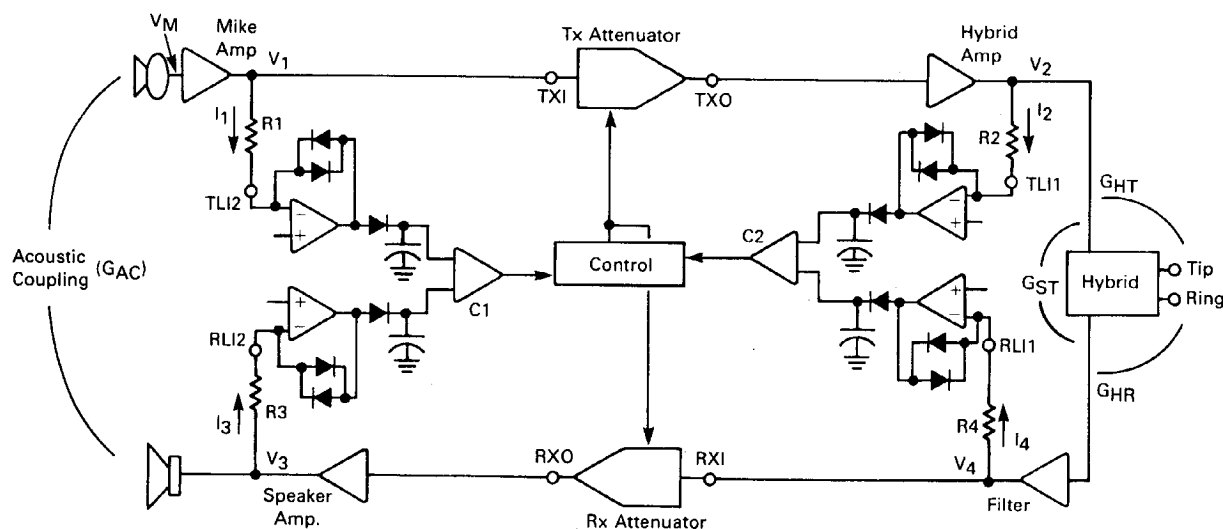 VM
Mike
Amp
V1
Tx Attenuator
Hybrid
Amp
V2
TXI
TXO
I1
R1
R2
I2
TLI2
TLI1
GHT
−
+
−
+
C2
Acoustic
Coupling (GAC)
Control
GST
Hybrid
Tip
Ring
C1
+
−
+
−
RLI2
RLI1
GHR
I3
R3
R4
I4
V3
RXO
RXI
V4
Speaker
Amp.
Rx Attenuator
Filter